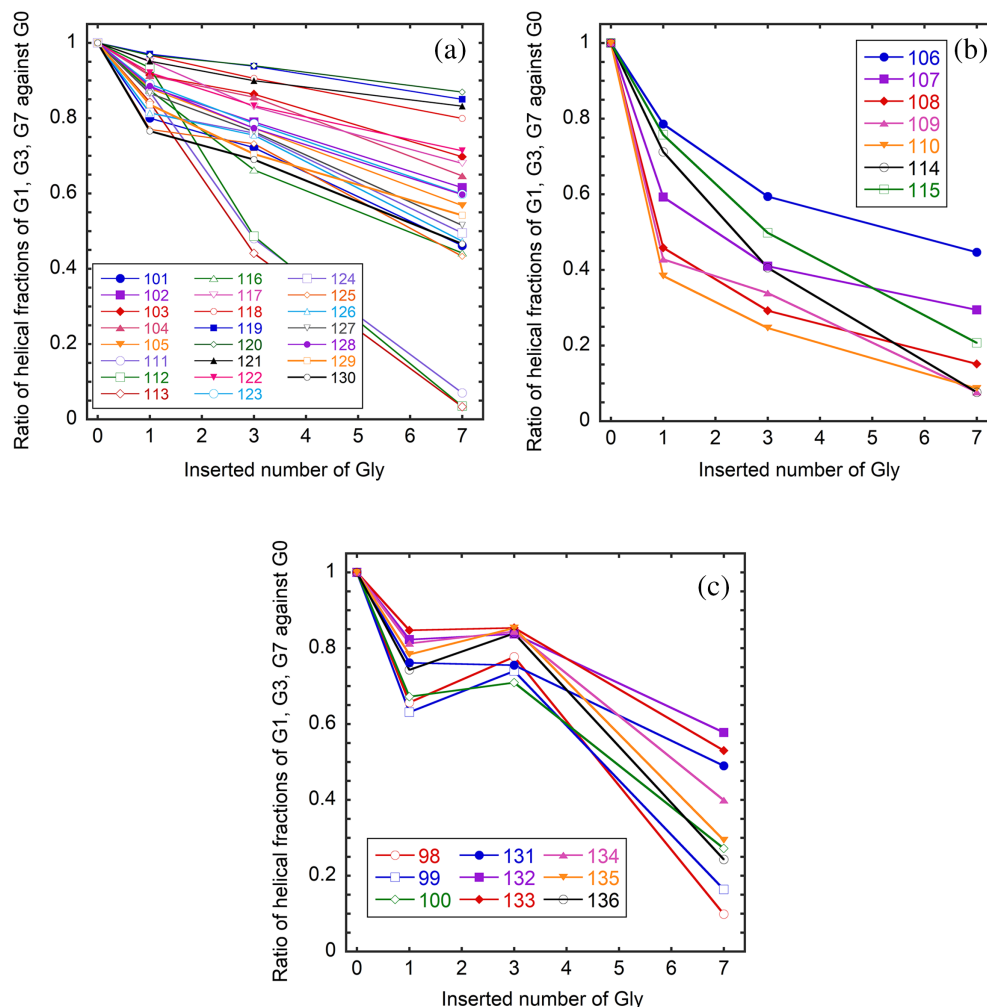 (a)
Ratio of helical fractions of G1, G3, G7 against G0
1
0.8
0.6
0.4
0.2
0
101 116 124
102 117 125
103 118 126
104 119 127
105 120 128
111 121 129
112 122 130
113 123
0 1 2 3 4 5 6 7
Inserted number of Gly
(b)
Ratio of helical fractions of G1, G3, G7 against G0
1
0.8
0.6
0.4
0.2
0
106
107
108
109
110
114
115
0 1 2 3 4 5 6 7
Inserted number of Gly
(c)
Ratio of helical fractions of G1, G3, G7 against G0
1
0.8
0.6
0.4
0.2
0
98 131 134
99 132 135
100 133 136
0 1 2 3 4 5 6 7
Inserted number of Gly